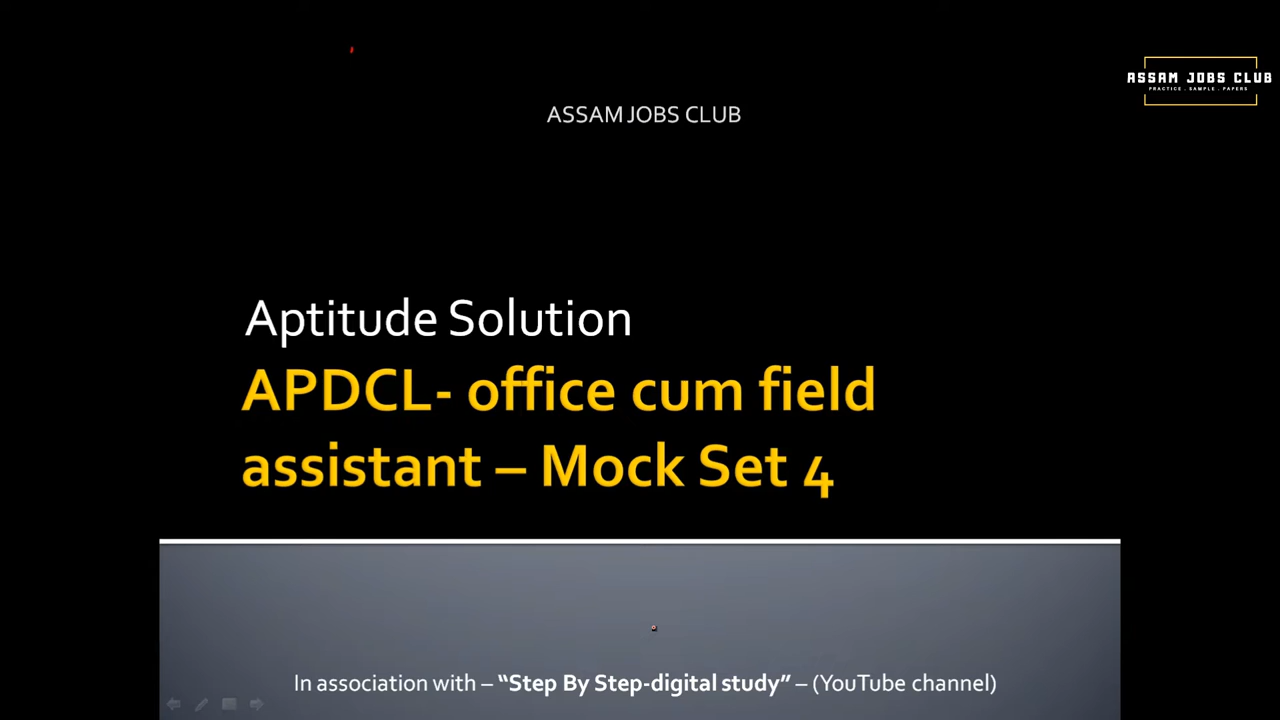 ASSAM JOBS CLUB
PRACTICE . SAMPLE . PAPERS
ASSAM JOBS CLUB
Aptitude Solution
APDCL- office cum field
assistant – Mock Set 4
In association with – “Step By Step-digital study” – (YouTube channel)